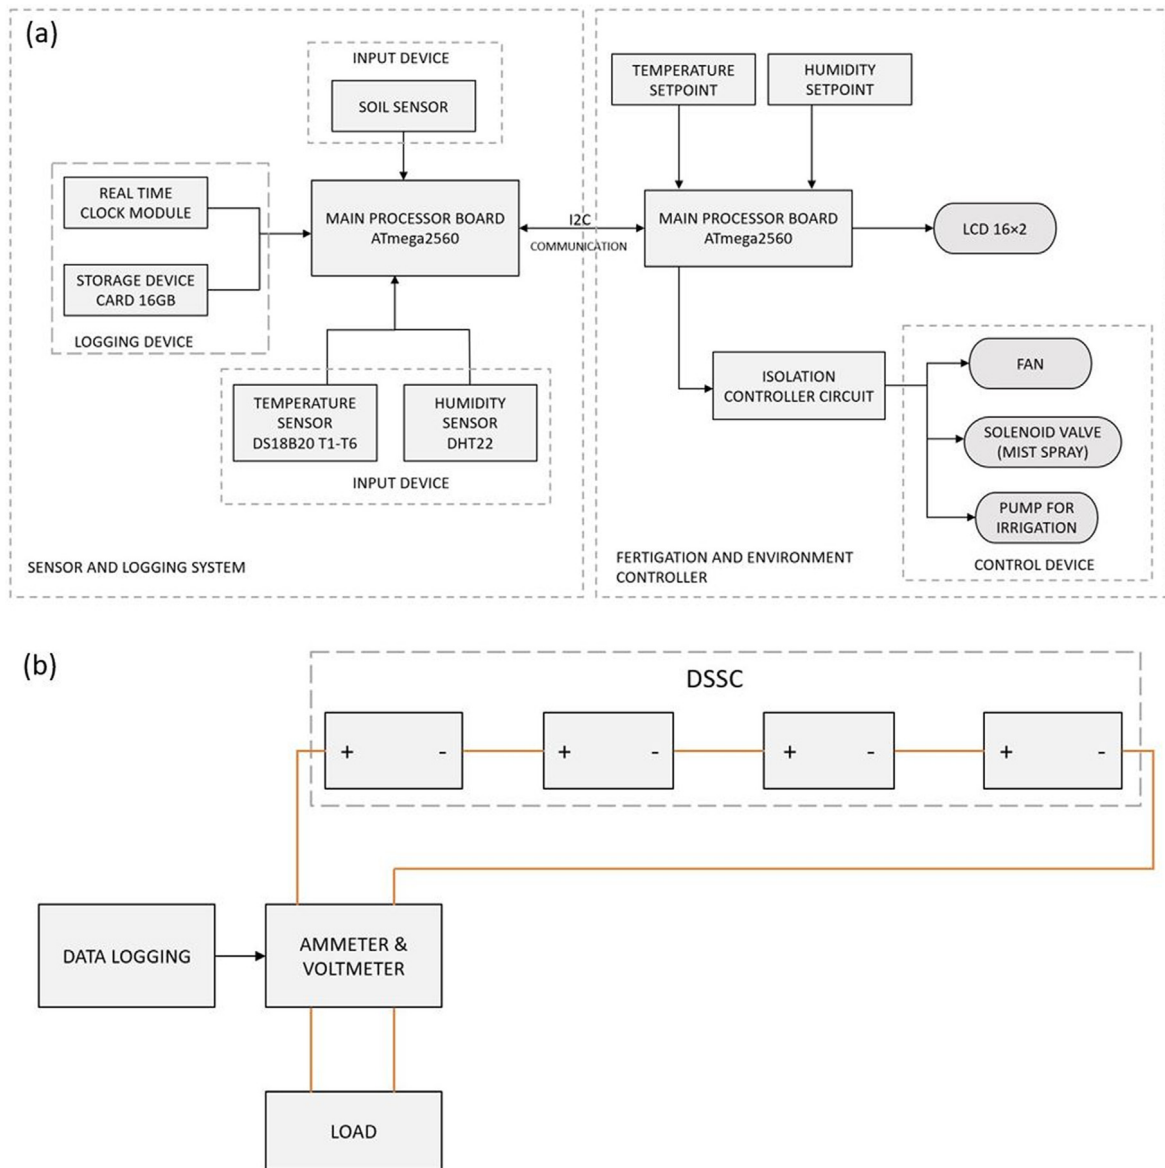 (a)
INPUT DEVICE
SOIL SENSOR
REAL TIME
CLOCK MODULE
STORAGE DEVICE
CARD 16GB
LOGGING DEVICE
MAIN PROCESSOR BOARD
ATmega2560
TEMPERATURE
SENSOR
DS18B20 T1-T6
HUMIDITY
SENSOR
DHT22
INPUT DEVICE
SENSOR AND LOGGING SYSTEM
I2C
COMMUNICATION
TEMPERATURE
SETPOINT
HUMIDITY
SETPOINT
MAIN PROCESSOR BOARD
ATmega2560
LCD 16×2
ISOLATION
CONTROLLER CIRCUIT
FAN
SOLENOID VALVE
(MIST SPRAY)
PUMP FOR
IRRIGATION
CONTROL DEVICE
FERTIGATION AND ENVIRONMENT
CONTROLLER
(b)
DSSC
+ -
+ -
+ -
+ -
DATA LOGGING
AMMETER &
VOLTMETER
LOAD